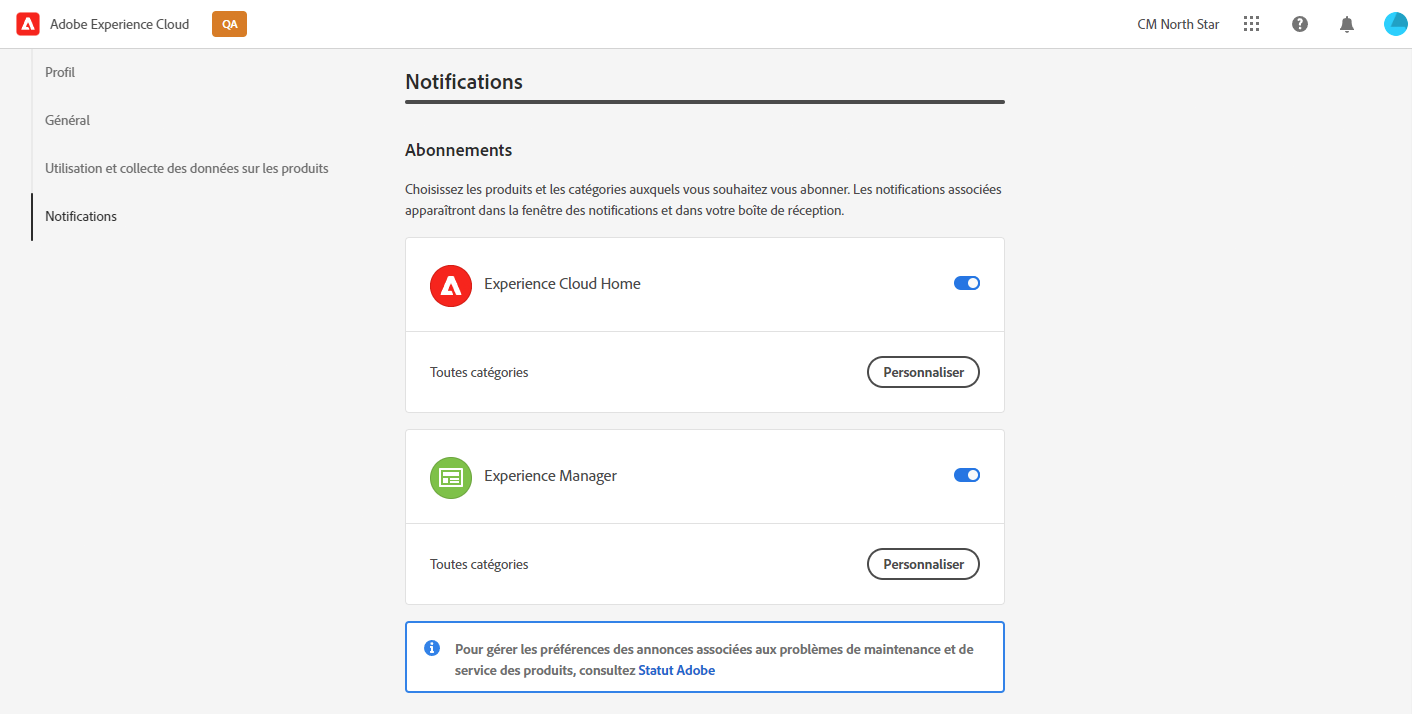 Adobe Experience Cloud
QA
CM North Star
Profil
Général
Utilisation et collecte des données sur les produits
Notifications
Notifications
Abonnements
Choisissez les produits et les catégories auxquels vous souhaitez vous abonner. Les notifications associées
apparaîtront dans la fenêtre des notifications et dans votre boîte de réception.
Experience Cloud Home
Toutes catégories
Personnaliser
Experience Manager
Toutes catégories
Personnaliser
Pour gérer les préférences des annonces associées aux problèmes de maintenance et de
service des produits, consultez Statut Adobe